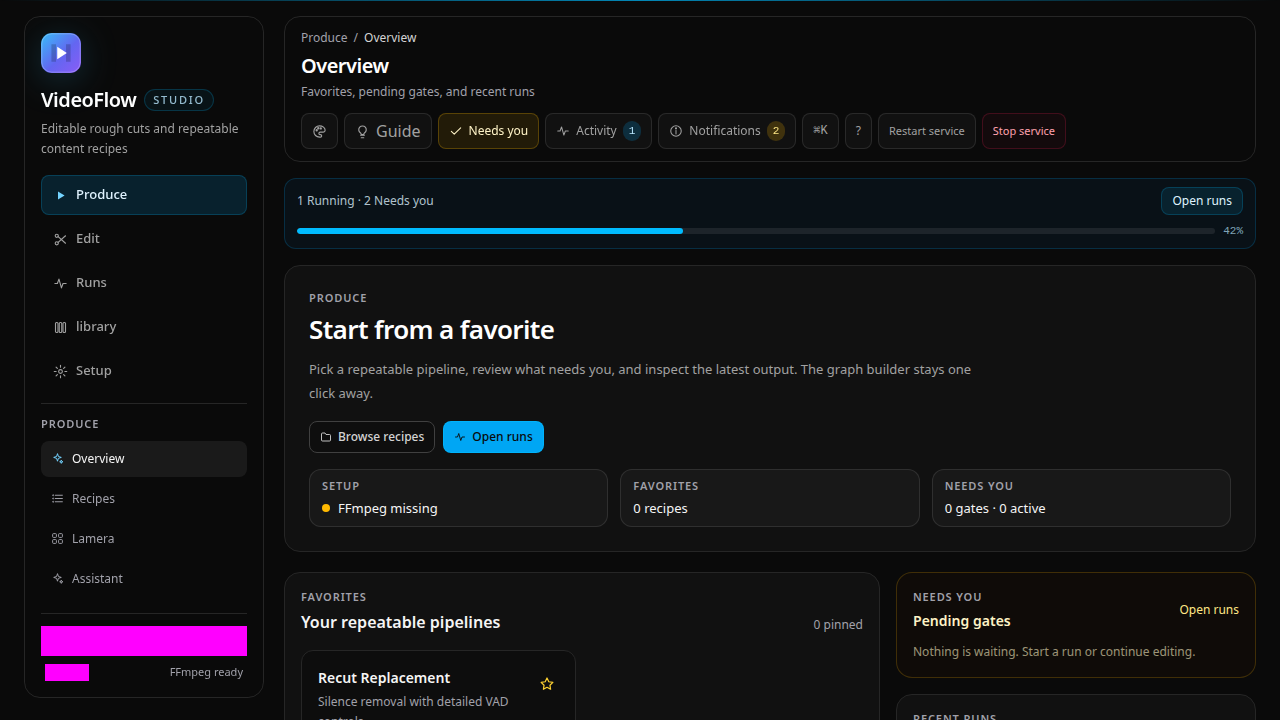 VideoFlow STUDIO
Editable rough cuts and repeatable
content recipes
Produce
Edit
Runs
library
Setup
PRODUCE
Overview
Recipes
Lamera
Assistant
FFmpeg ready
Produce / Overview
Overview
Favorites, pending gates, and recent runs
Guide
Needs you
Activity 1
Notifications 2
⌘K
?
Restart service
Stop service
1 Running · 2 Needs you
Open runs
42%
PRODUCE
Start from a favorite
Pick a repeatable pipeline, review what needs you, and inspect the latest output. The graph builder stays one
click away.
Browse recipes
Open runs
SETUP
FFmpeg missing
FAVORITES
0 recipes
NEEDS YOU
0 gates · 0 active
FAVORITES
Your repeatable pipelines
0 pinned
Recut Replacement
Silence removal with detailed VAD
controls
NEEDS YOU
Pending gates
Open runs
Nothing is waiting. Start a run or continue editing.
RECENT RUNS